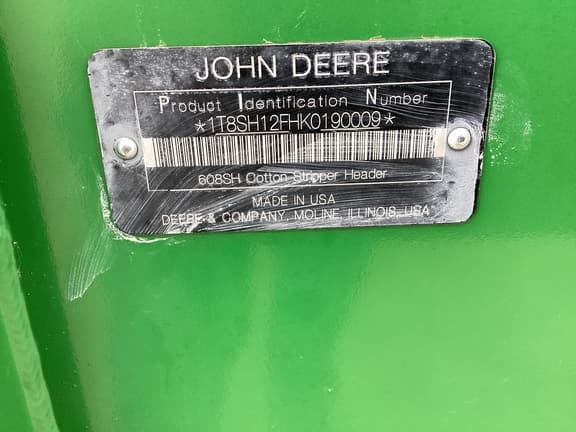 JOHN DEERE
Product Identification Number
*1T8SH12FHK0190009*
608SH Cotton Stripper Header
MADE IN USA
DEERE & COMPANY, MOLINE, ILLINOIS, USA